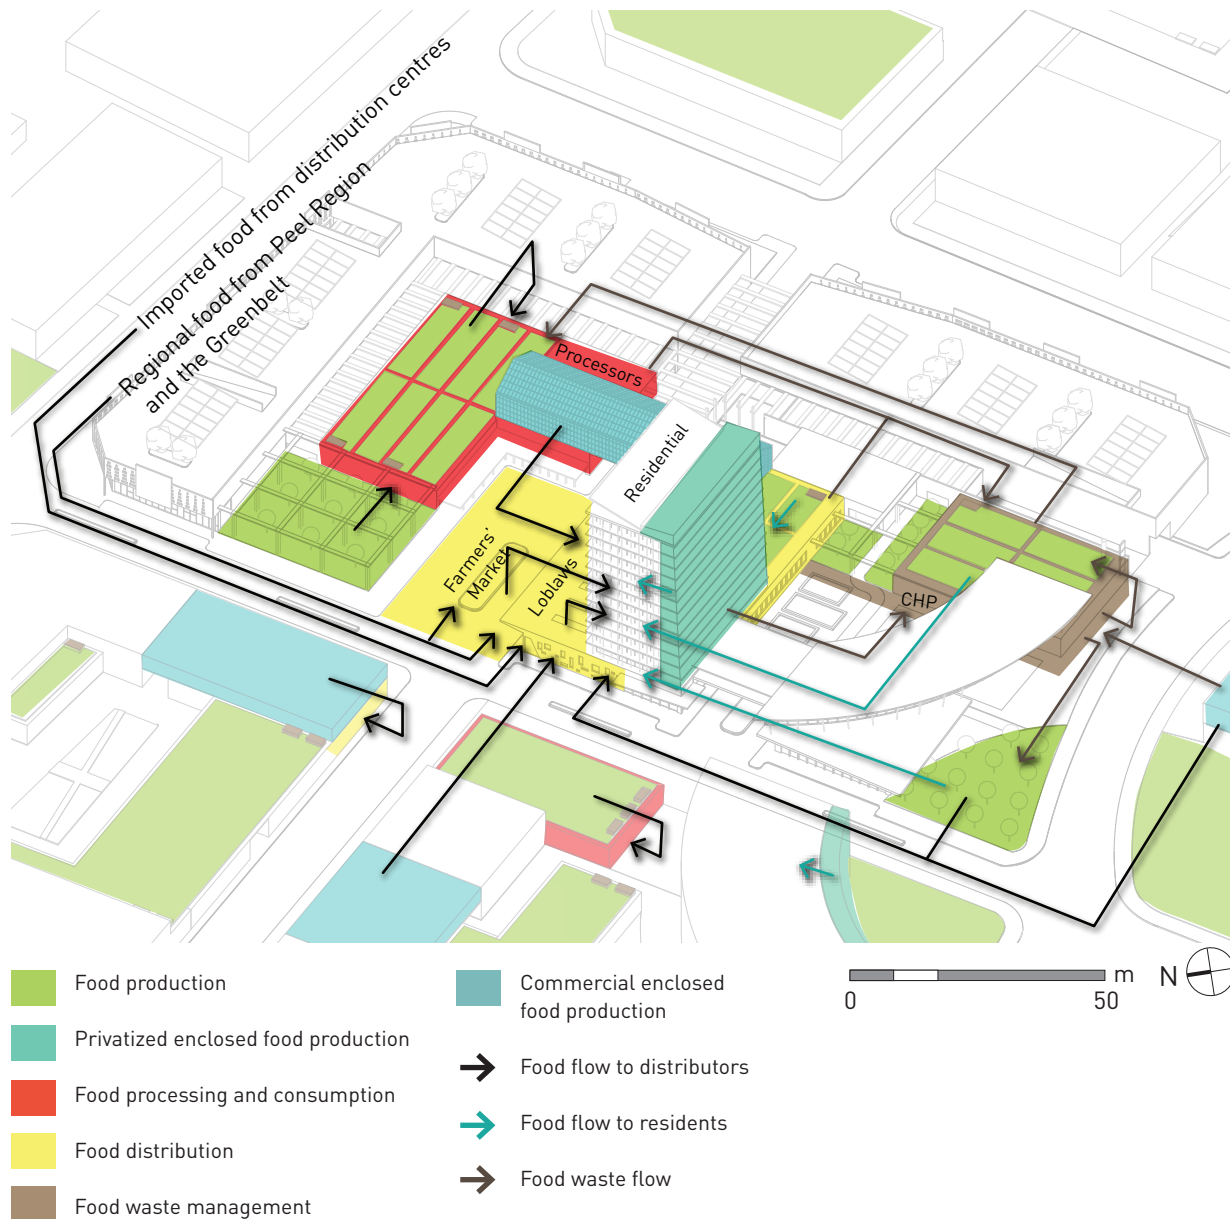 Imported food from distribution centres
Regional food from Peel Region
and the Greenbelt
Processors
Residential
Farmers'
Market
Loblaws
CHP
Food production
Privatized enclosed food production
Food processing and consumption
Food distribution
Food waste management
Commercial enclosed
food production
Food flow to distributors
Food flow to residents
Food waste flow
0
50
m
N